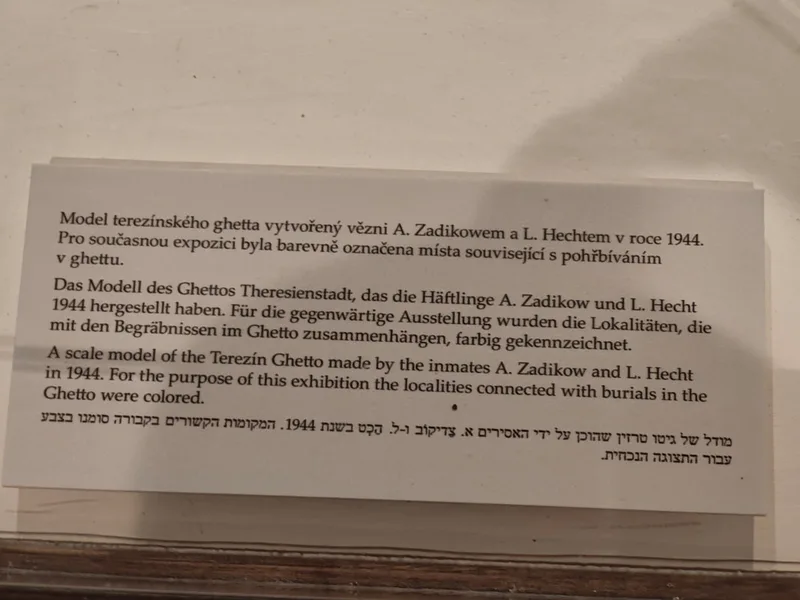 Model terezínského ghetta vytvořený vězni A. Zadikowem a L. Hechtem v roce 1944.
Pro současnou expozici byla barevně označena místa související s pohřbíváním
v ghettu.
Das Modell des Ghettos Theresienstadt, das die Häftlinge A. Zadikow und L. Hecht
1944 hergestellt haben. Für die gegenwärtige Ausstellung wurden die Lokalitäten, die
mit den Begräbnissen im Ghetto zusammenhängen, farbig gekennzeichnet.
A scale model of the Terezín Ghetto made by the inmates A. Zadikow and L. Hecht
in 1944. For the purpose of this exhibition the localities connected with burials in the
Ghetto were colored.
מודל של גיטו טרזין שהוכן על ידי האסירים א. צַדיקוֹב ו-ל. הֵכְט בשנת 1944. המקומות הקשורים בקבורה סומנו בצבע
עבור התצוגה הנכחית.